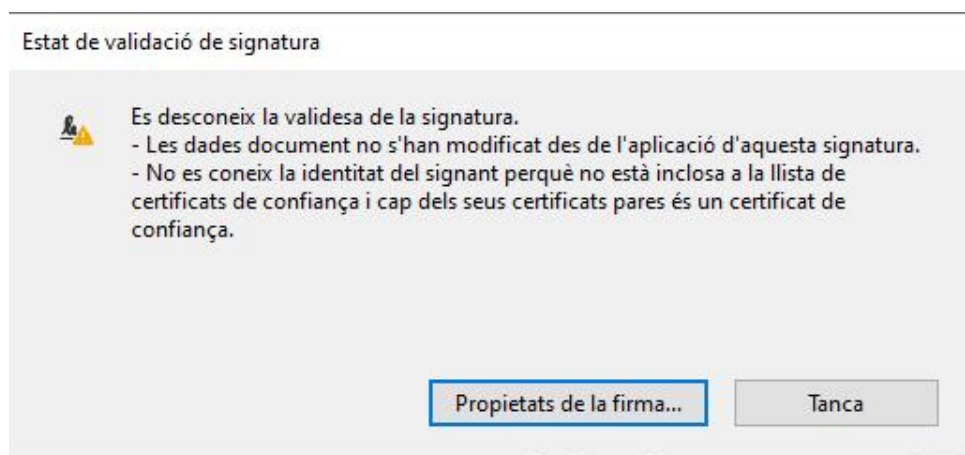 Estat de validació de signatura
Es desconeix la validesa de la signatura.
- Les dades document no s'han modificat des de l'aplicació d'aquesta signatura.
- No es coneix la identitat del signant perquè no està inclosa a la llista de
certificats de confiança i cap dels seus certificats pares és un certificat de
confiança.
Propietats de la firma...
Tanca